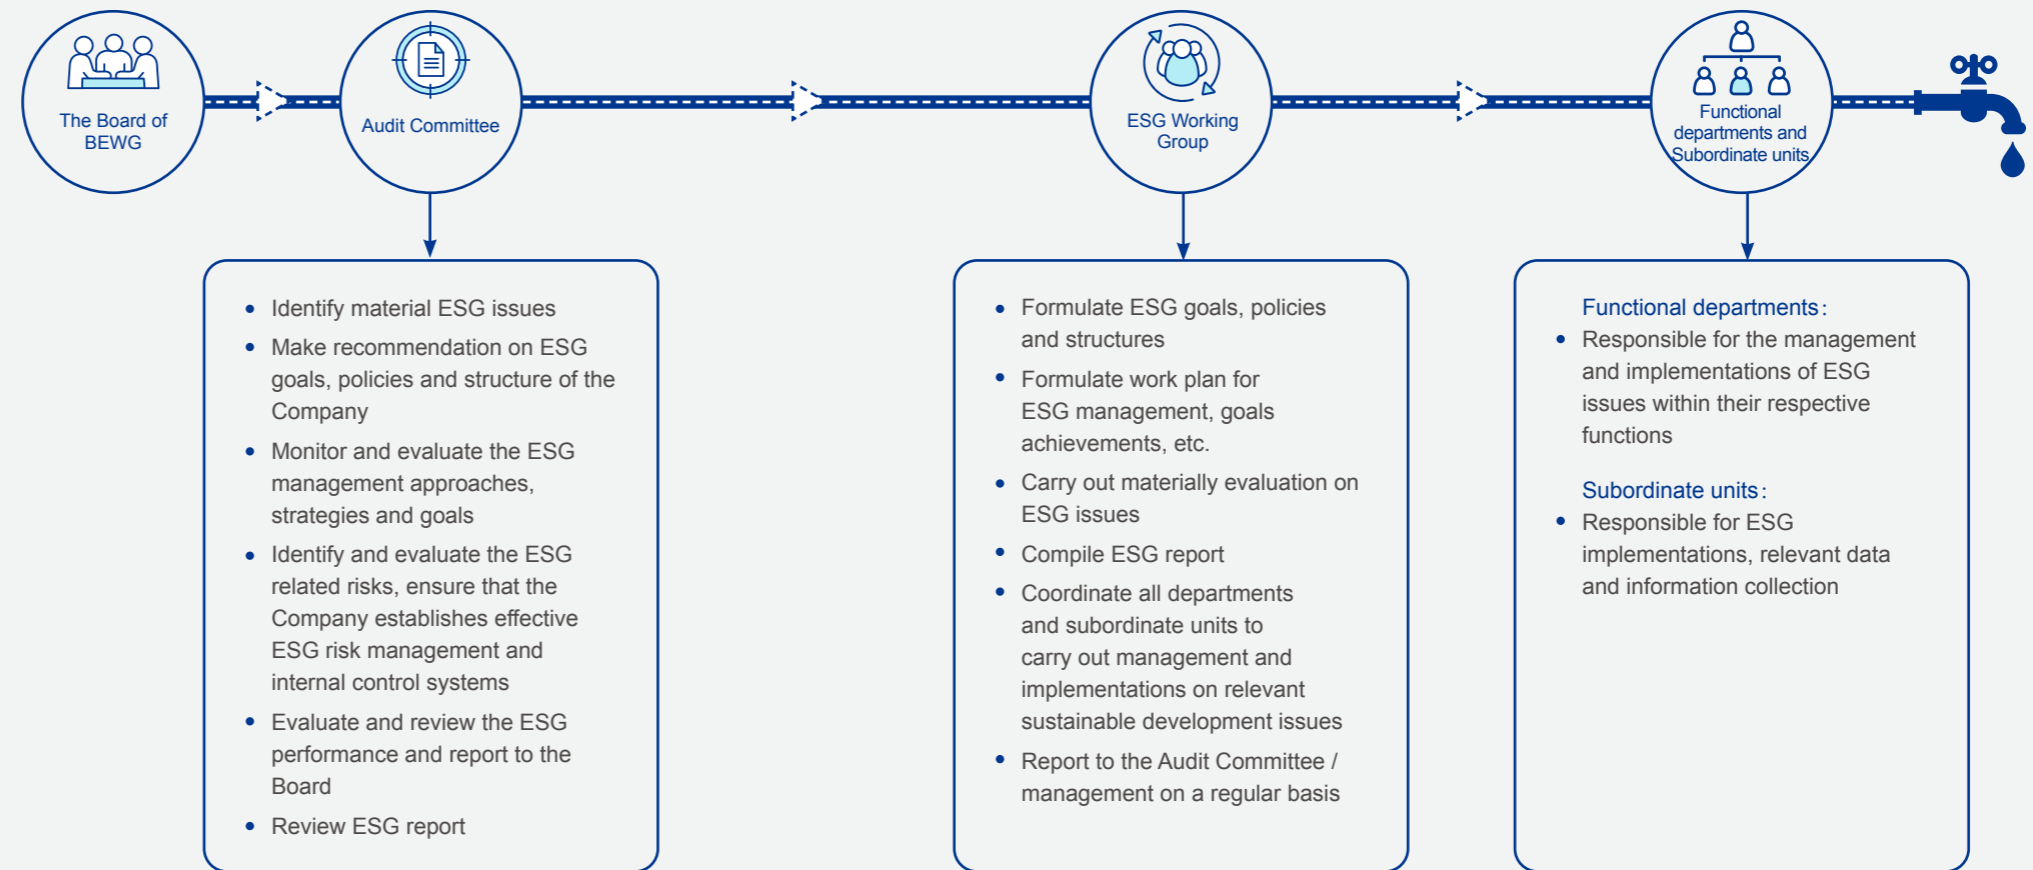 The Board of
BEWG
Audit Committee
ESG Working
Group
Functional
departments and
Subordinate units
• Identify material ESG issues
• Make recommendation on ESG
goals, policies and structure of the
Company
• Monitor and evaluate the ESG
management approaches,
strategies and goals
• Identify and evaluate the ESG
related risks, ensure that the
Company establishes effective
ESG risk management and
internal control systems
• Evaluate and review the ESG
performance and report to the
Board
• Review ESG report
• Formulate ESG goals, policies
and structures
• Formulate work plan for
ESG management, goals
achievements, etc.
• Carry out materially evaluation on
ESG issues
• Compile ESG report
• Coordinate all departments
and subordinate units to
carry out management and
implementations on relevant
sustainable development issues
• Report to the Audit Committee /
management on a regular basis
Functional departments：
• Responsible for the management
and implementations of ESG
issues within their respective
functions
Subordinate units：
• Responsible for ESG
implementations, relevant data
and information collection